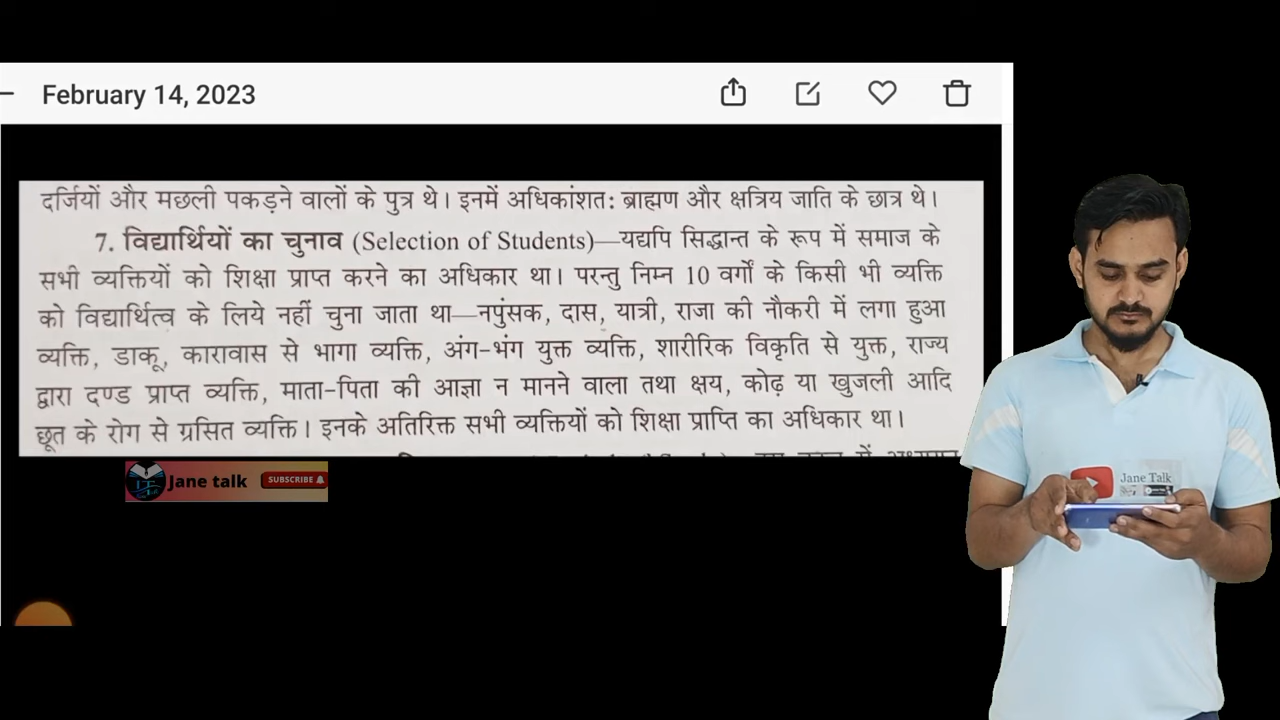 February 14, 2023
दर्जियों और मछली पकड़ने वालों के पुत्र थे। इनमें अधिकांशत: ब्राह्मण और क्षत्रिय जाति के छात्र थे।
7. विद्यार्थियों का चुनाव (Selection of Students)—यद्यपि सिद्धान्त के रूप में समाज के
सभी व्यक्तियों को शिक्षा प्राप्त करने का अधिकार था। परन्तु निम्न 10 वर्गों के किसी भी व्यक्ति
को विद्यार्थित्व के लिये नहीं चुना जाता था—नपुंसक, दास, यात्री, राजा की नौकरी में लगा हुआ
व्यक्ति, डाकू, कारावास से भागा व्यक्ति, अंग-भंग युक्त व्यक्ति, शारीरिक विकृति से युक्त, राज्य
द्वारा दण्ड प्राप्त व्यक्ति, माता-पिता की आज्ञा न मानने वाला तथा क्षय, कोढ़ या खुजली आदि
छूत के रोग से ग्रसित व्यक्ति। इनके अतिरिक्त सभी व्यक्तियों को शिक्षा प्राप्ति का अधिकार था।
Jane talk SUBSCRIBE
Jane Talk